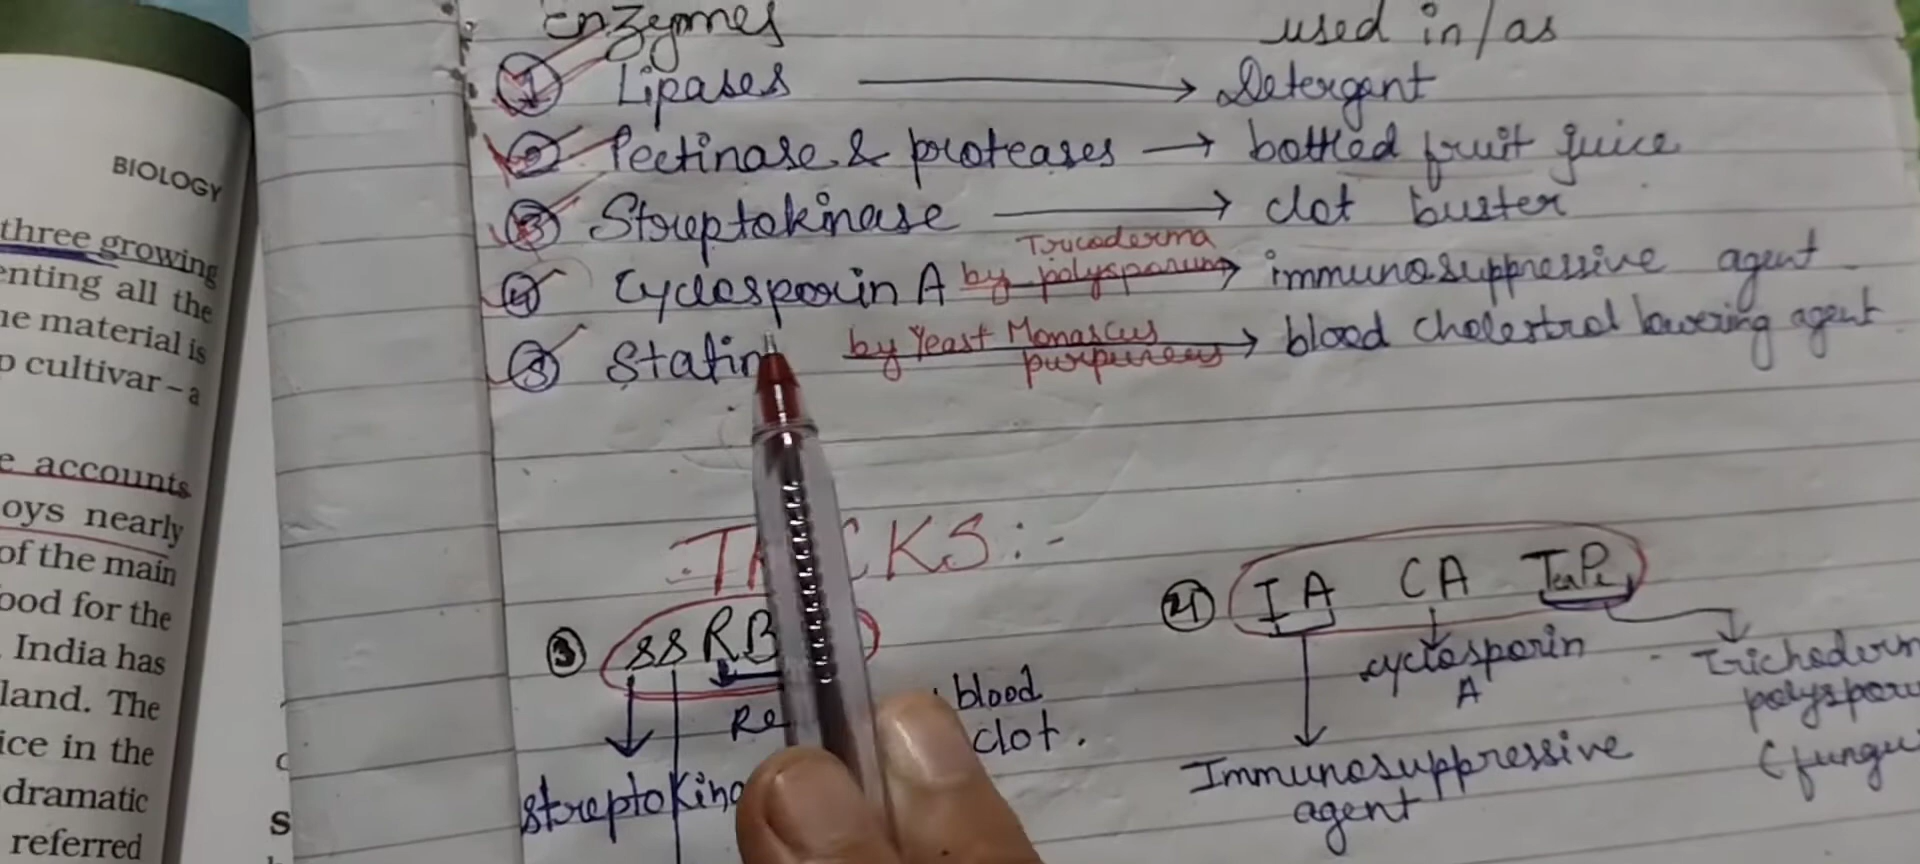 BIOLOGY
three growing
enting all the
ne material is
p cultivar – a
e accounts
oys nearly
of the main
ood for the
. India has
land. The
ice in the
dramatic
referred
Enzymes used in/as
① Lipases → Detergent
② Pectinase & proteases → bottled fruit juice
③ Streptokinase → clot buster
④ Cyclosporin A by Tricoderma polysporum → immunosuppressive agent
⑤ Statin by Yeast Monascus purpureus → blood cholestrol lowering agent
CKS :-
③ SS RB
Re blood
clot.
streptokina
④ IA CA
cyclosporin
A
Immunosuppressive
agent
Trichoderm
polyspor
(fungu